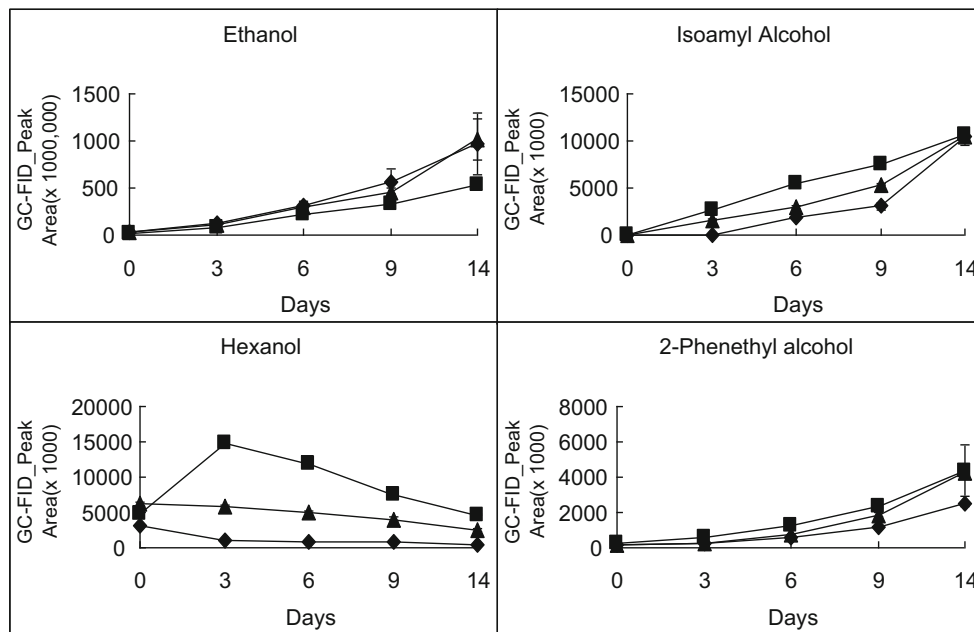 Ethanol
GC-FID_Peak
Area(x 1000,000)
1500
1000
500
0
0 3 6 9 14
Days
Isoamyl Alcohol
GC-FID_Peak
Area(x 1000)
15000
10000
5000
0
0 3 6 9 14
Days
Hexanol
GC-FID_Peak
Area(x 1000)
20000
15000
10000
5000
0
0 3 6 9 14
Days
2-Phenethyl alcohol
GC-FID_Peak
Area(x 1000)
8000
6000
4000
2000
0
0 3 6 9 14
Days